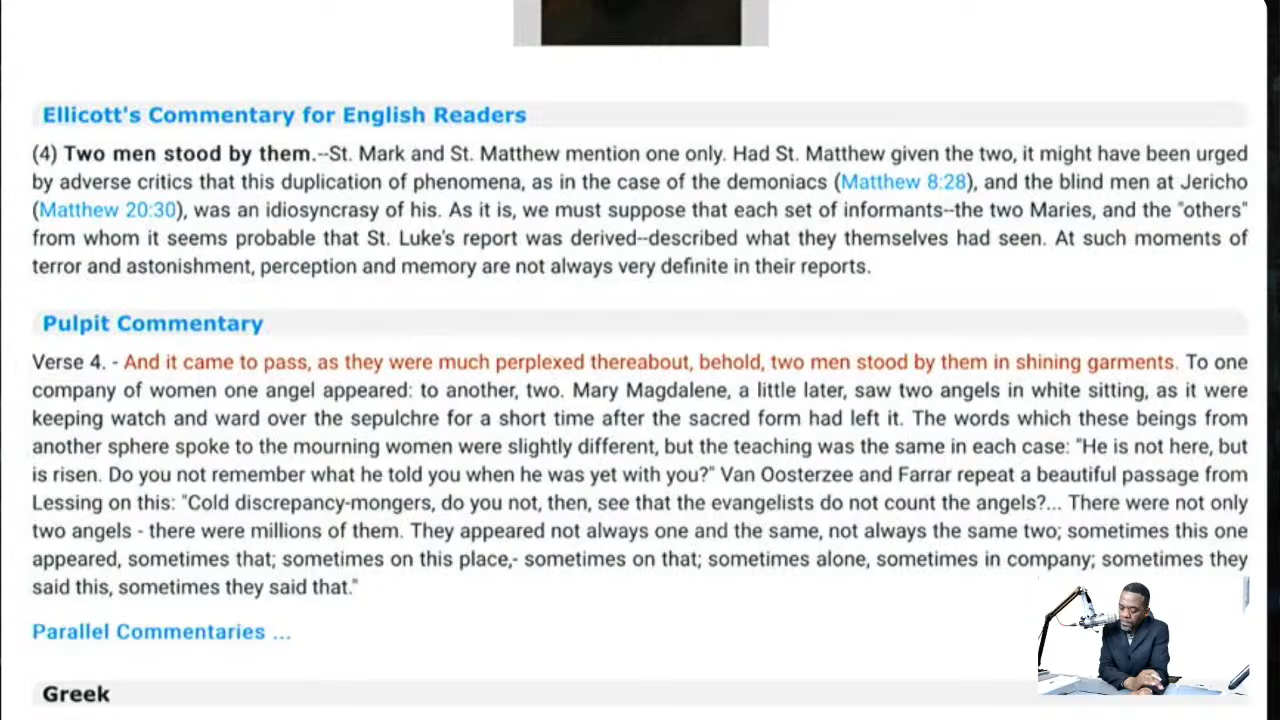 Ellicott's Commentary for English Readers
(4) Two men stood by them.--St. Mark and St. Matthew mention one only. Had St. Matthew given the two, it might have been urged
by adverse critics that this duplication of phenomena, as in the case of the demoniacs (Matthew 8:28), and the blind men at Jericho
(Matthew 20:30), was an idiosyncrasy of his. As it is, we must suppose that each set of informants--the two Maries, and the "others"
from whom it seems probable that St. Luke's report was derived--described what they themselves had seen. At such moments of
terror and astonishment, perception and memory are not always very definite in their reports.
Pulpit Commentary
Verse 4. - And it came to pass, as they were much perplexed thereabout, behold, two men stood by them in shining garments. To one
company of women one angel appeared: to another, two. Mary Magdalene, a little later, saw two angels in white sitting, as it were
keeping watch and ward over the sepulchre for a short time after the sacred form had left it. The words which these beings from
another sphere spoke to the mourning women were slightly different, but the teaching was the same in each case: "He is not here, but
is risen. Do you not remember what he told you when he was yet with you?" Van Oosterzee and Farrar repeat a beautiful passage from
Lessing on this: "Cold discrepancy-mongers, do you not, then, see that the evangelists do not count the angels?... There were not only
two angels - there were millions of them. They appeared not always one and the same, not always the same two; sometimes this one
appeared, sometimes that; sometimes on this place,- sometimes on that; sometimes alone, sometimes in company; sometimes they
said this, sometimes they said that."
Parallel Commentaries ...
Greek